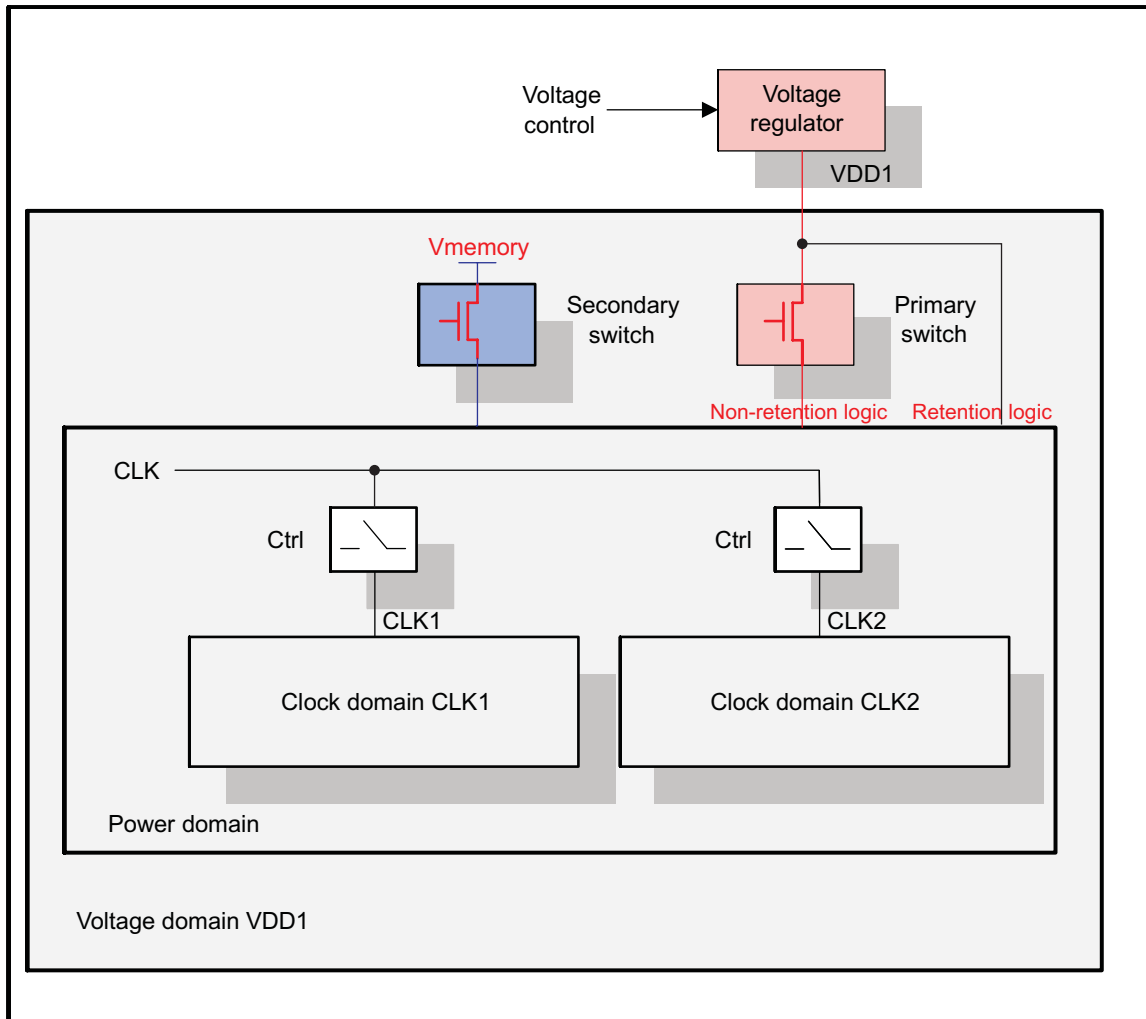 Voltage
control
Voltage
regulator
VDD1
Vmemory
Secondary
switch
Primary
switch
Non-retention logic
Retention logic
CLK
Ctrl
Ctrl
CLK1
CLK2
Clock domain CLK1
Clock domain CLK2
Power domain
Voltage domain VDD1